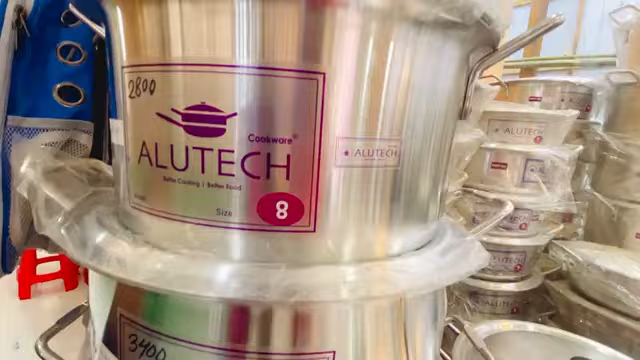 2800
Cookware®
ALUTECH
Better Cooking | Better Food
Size 8
ALUTECH
3400
ALUTECH